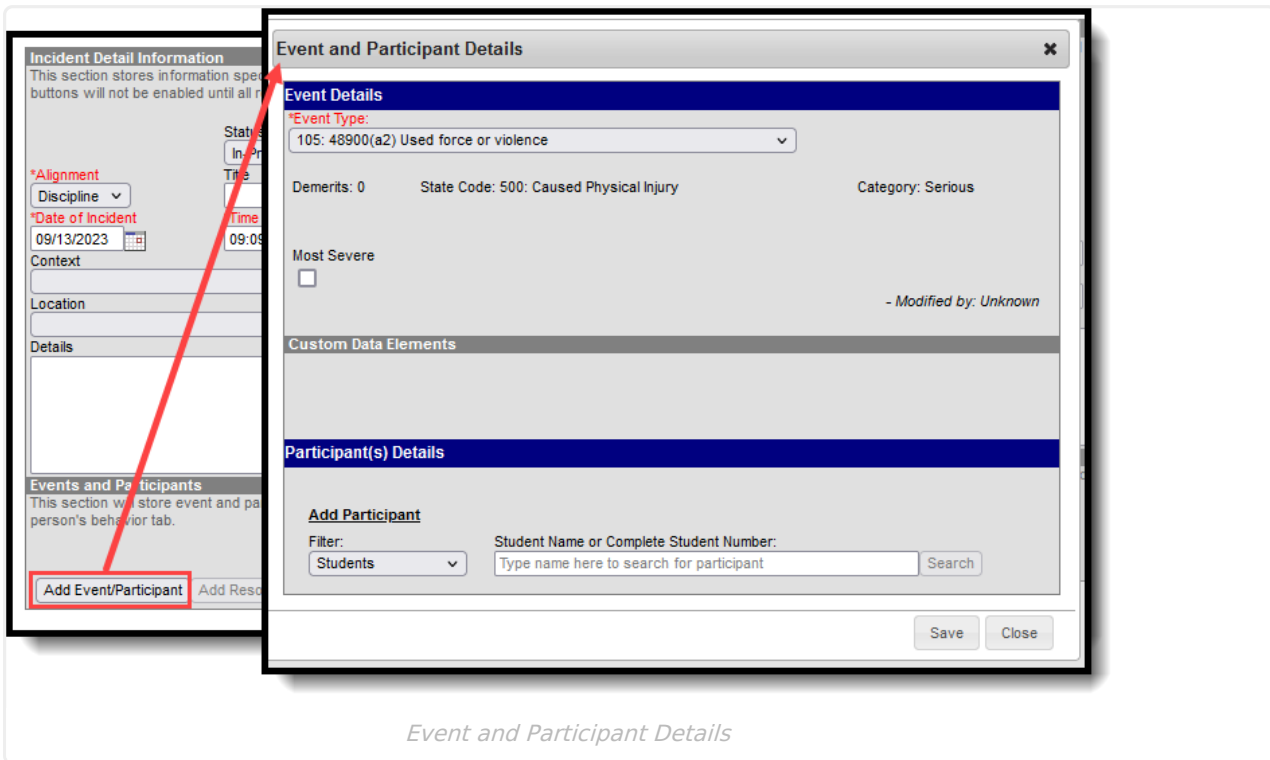 Incident Detail Information
This section stores information
buttons will not be enabled until all
Status
*Alignment
Title
Discipline
*Date of Incident
*Time
09/13/2023
Context
Location
Details
Events and Participants
This section will store event and
person's behavior tab.
Add Event/Participant
Add
Event and Participant Details
Event Details
*Event Type:
105: 48900(a2) Used force or violence
Demerits: 0
State Code: 500: Caused Physical Injury
Category: Serious
Most Severe
- Modified by: Unknown
Custom Data Elements
Participant(s) Details
Add Participant
Filter:
Student Name or Complete Student Number:
Students
Type name here to search for participant
Search
Save
Close
Event and Participant Details